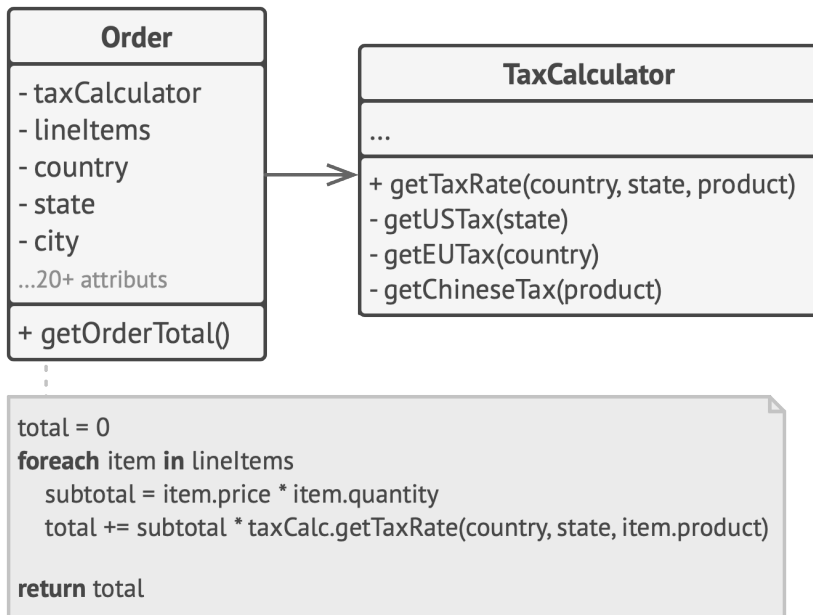 Order
- taxCalculator
- lineItems
- country
- state
- city
...20+ attributs
+ getOrderTotal()
TaxCalculator
...
+ getTaxRate(country, state, product)
- getUSTax(state)
- getEUTax(country)
- getChineseTax(product)
total = 0
foreach item in lineItems
subtotal = item.price * item.quantity
total += subtotal * taxCalc.getTaxRate(country, state, item.product)
return total